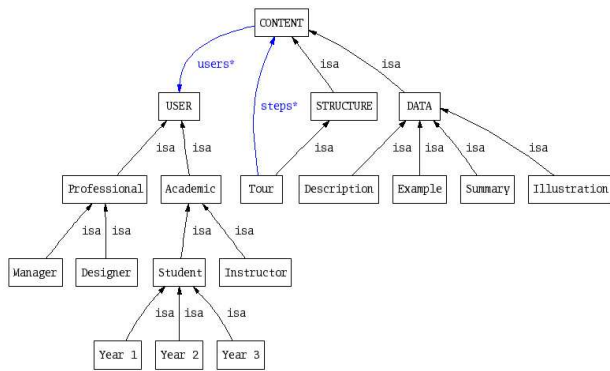 CONTENT
isa
isa
users*
USER
steps*
STRUCTURE
DATA
isa
isa
isa
isa
isa
isa
isa
Professional
Academic
Tour
Description
Example
Summary
Illustration
isa
isa
isa
isa
Manager
Designer
Student
Instructor
isa
isa
isa
Year 1
Year 2
Year 3